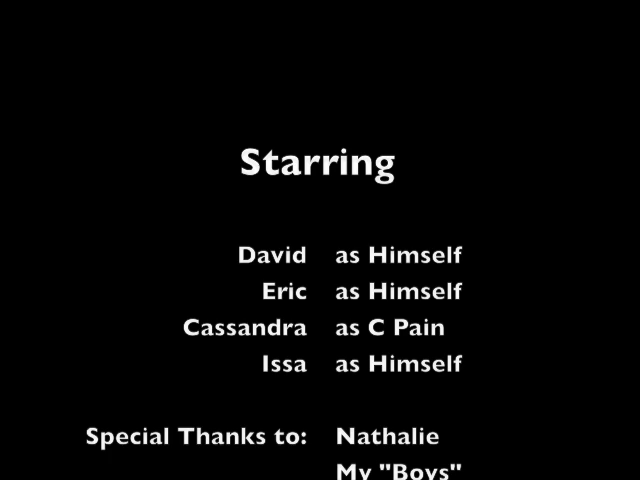 Starring
David as Himself
Eric as Himself
Cassandra as C Pain
Issa as Himself
Special Thanks to: Nathalie
My "Boys"